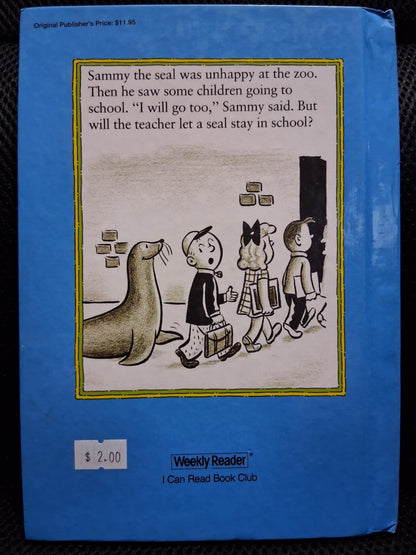 Original Publisher's Price: $11.95
Sammy the seal was unhappy at the zoo.
Then he saw some children going to
school. “I will go too,” Sammy said. But
will the teacher let a seal stay in school?
$ 2.00
Weekly Reader®
I Can Read Book Club